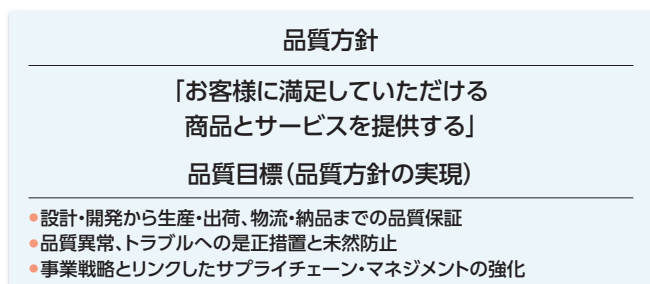 品質方針
「お客様に満足していただける
商品とサービスを提供する」
品質目標（品質方針の実現）
●設計・開発から生産・出荷、物流・納品までの品質保証
●品質異常、トラブルへの是正措置と未然防止
●事業戦略とリンクしたサプライチェーン・マネジメントの強化